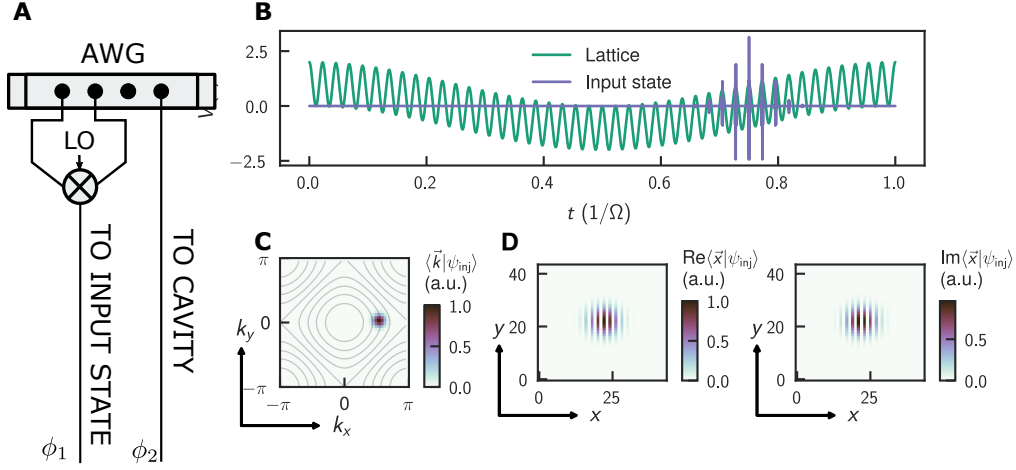 A
AWG
LO
TO INPUT STATE
TO CAVITY
ϕ₁
ϕ₂
B
Lattice
Input state
2.5
0.0
−2.5
0.0
0.2
0.4
0.6
0.8
1.0
t (1/Ω)
C
⟨k⃗|ψinj⟩
(a.u.)
π
0
−π
−π
0
π
ky
kx
1.0
0.5
0.0
D
Re⟨x⃗|ψinj⟩
(a.u.)
40
20
0
0
25
y
x
1.0
0.5
0.0
Im⟨x⃗|ψinj⟩
(a.u.)
40
20
0
0
25
y
x
0.5
0.0